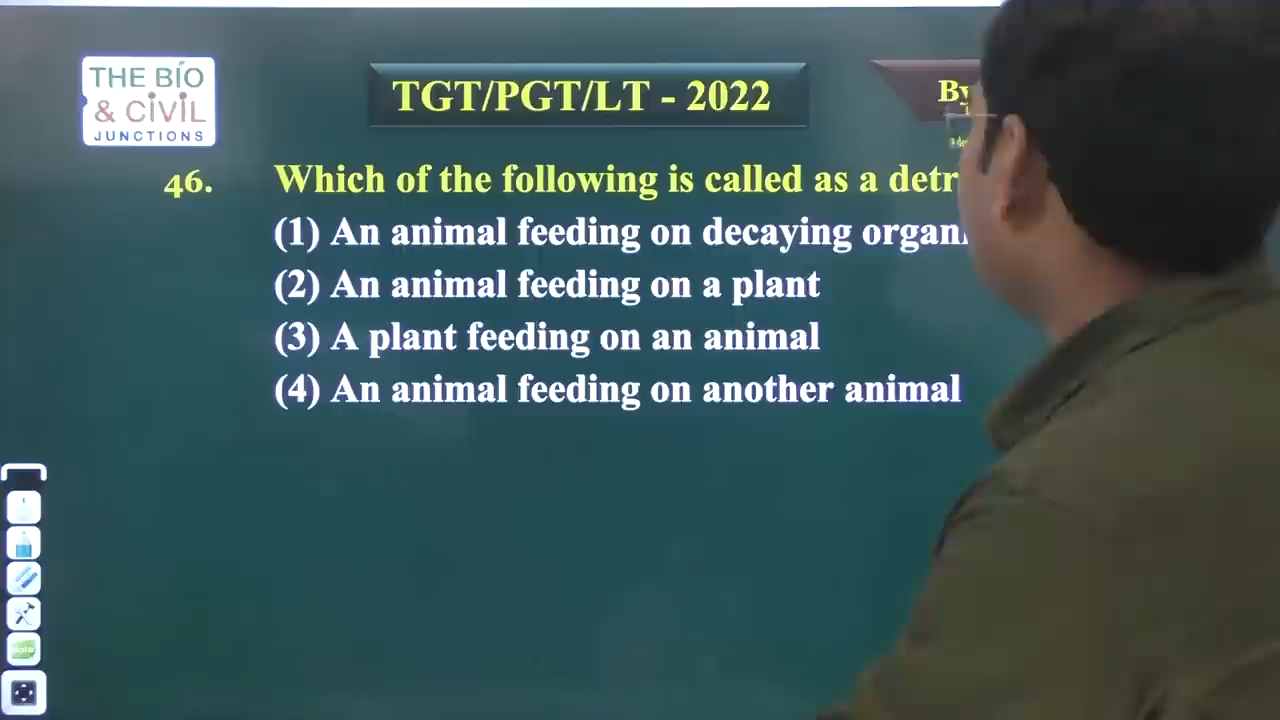 THE BIO
& CIVIL
JUNCTIONS
TGT/PGT/LT - 2022
By
46. Which of the following is called as a
(1) An animal feeding on decaying
(2) An animal feeding on a plant
(3) A plant feeding on an animal
(4) An animal feeding on another animal